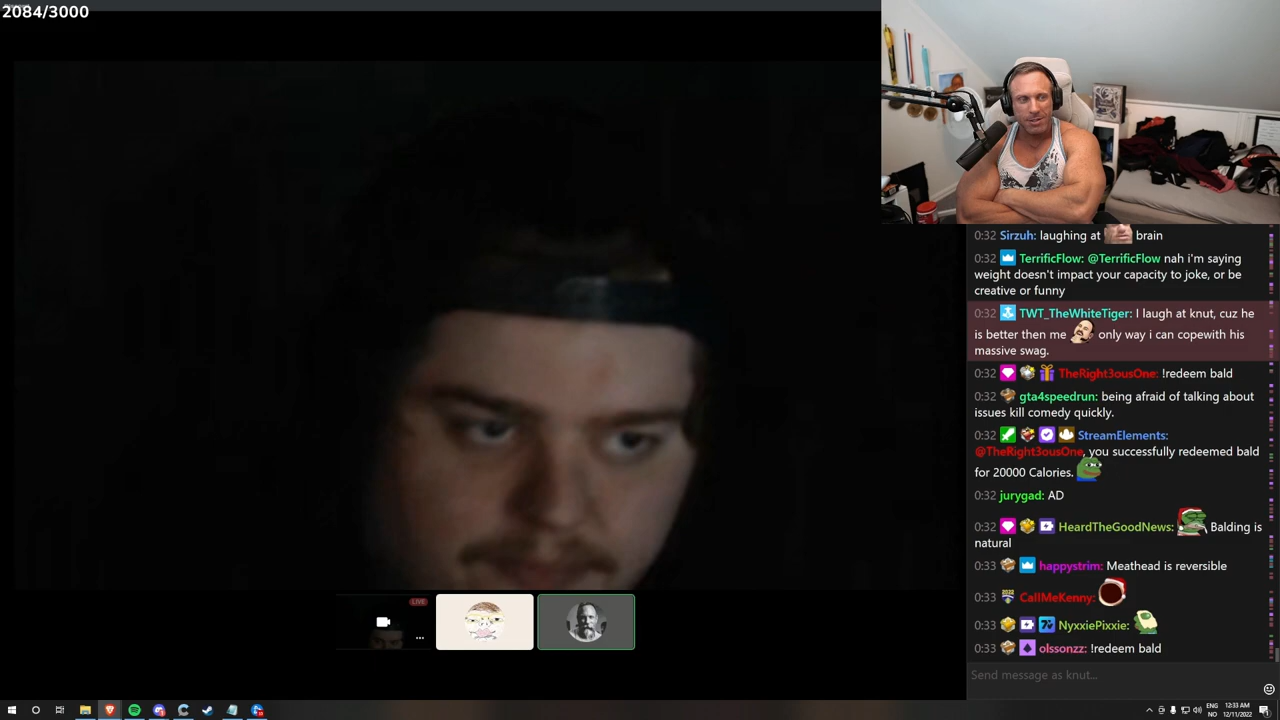 2084/3000
0:32 Sirzuh: laughing at brain
0:32 TerrificFlow: @TerrificFlow nah i'm saying
weight doesn't impact your capacity to joke, or be
creative or funny
0:32 TWT_TheWhiteTiger: I laugh at knut, cuz he
is better then me only way i can copewith his
massive swag.
0:32 TheRight3ousOne: !redeem bald
0:32 gta4speedrun: being afraid of talking about
issues kill comedy quickly.
0:32 StreamElements:
@TheRight3ousOne, you successfully redeemed bald
for 20000 Calories.
0:32 jurygad: AD
0:32 HeardTheGoodNews: Balding is
natural
0:33 happystrim: Meathead is reversible
0:33 CallMeKenny:
0:33 NyxxiePixxie:
0:33 olssonzz: !redeem bald
Send message as knut...
LIVE
ENG
NO
12:33 AM
12/11/2022